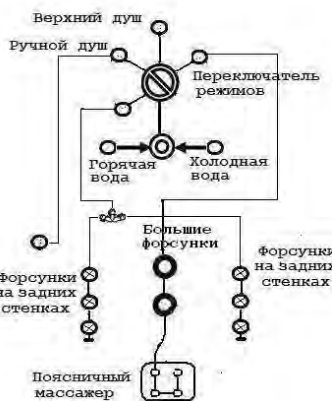 Верхний душ
Ручной душ
Переключатель
режимов
Горячая
вода
Холодная
вода
Большие
форсунки
Форсунки
на задних
стенках
Форсунки
на задних
стенках
Поясничный
массажер